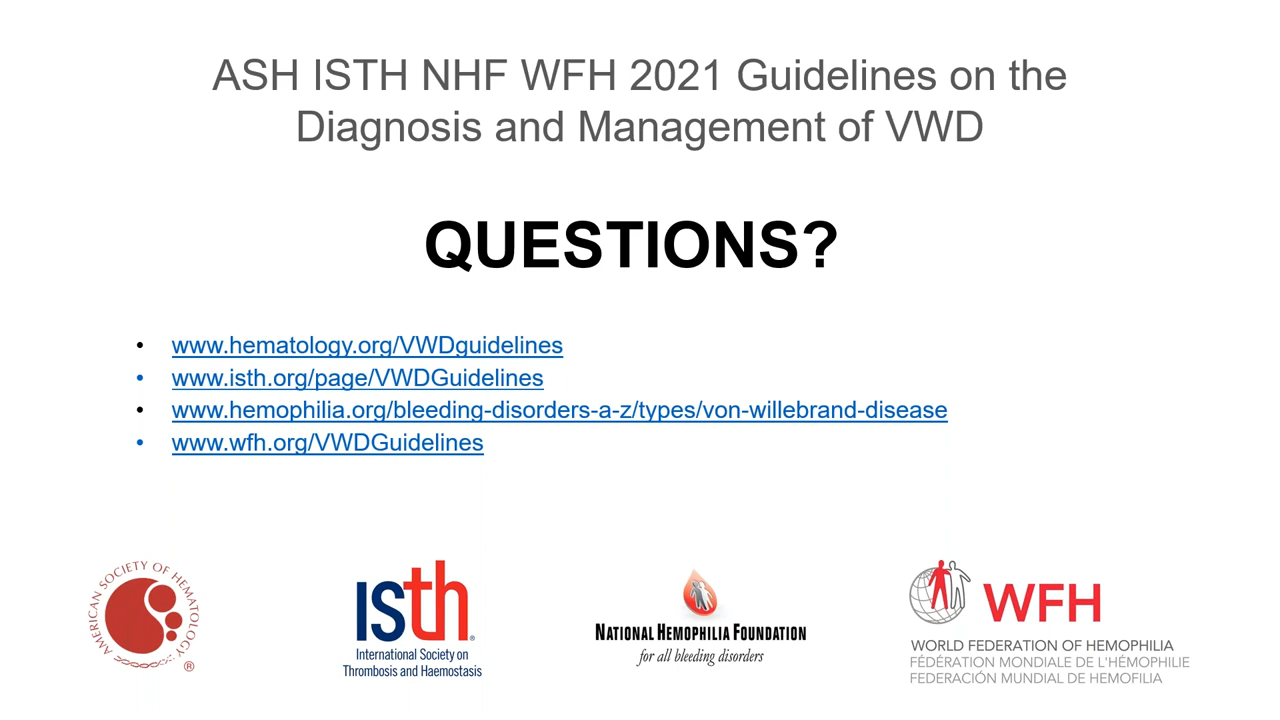 ASH ISTH NHF WFH 2021 Guidelines on the
Diagnosis and Management of VWD
QUESTIONS?
• www.hematology.org/VWDguidelines
• www.isth.org/page/VWDGuidelines
• www.hemophilia.org/bleeding-disorders-a-z/types/von-willebrand-disease
• www.wfh.org/VWDGuidelines
AMERICAN SOCIETY OF HEMATOLOGY
®
isth®
International Society on
Thrombosis and Haemostasis
NATIONAL HEMOPHILIA FOUNDATION
for all bleeding disorders
WFH
WORLD FEDERATION OF HEMOPHILIA
FÉDÉRATION MONDIALE DE L'HÉMOPHILIE
FEDERACIÓN MUNDIAL DE HEMOFILIA